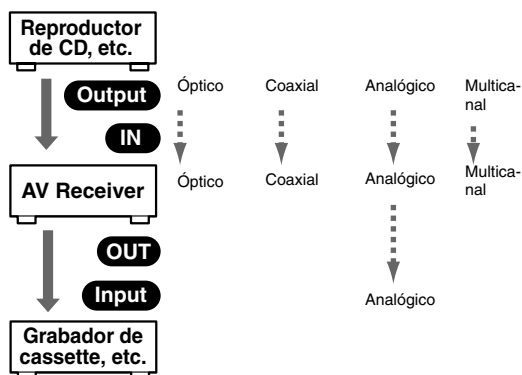 Reproductor
de CD, etc.
Output
Óptico
Coaxial
Analógico
Multica-
nal
IN
AV Receiver
Óptico
Coaxial
Analógico
Multica-
nal
OUT
Input
Analógico
Grabador de
cassette, etc.